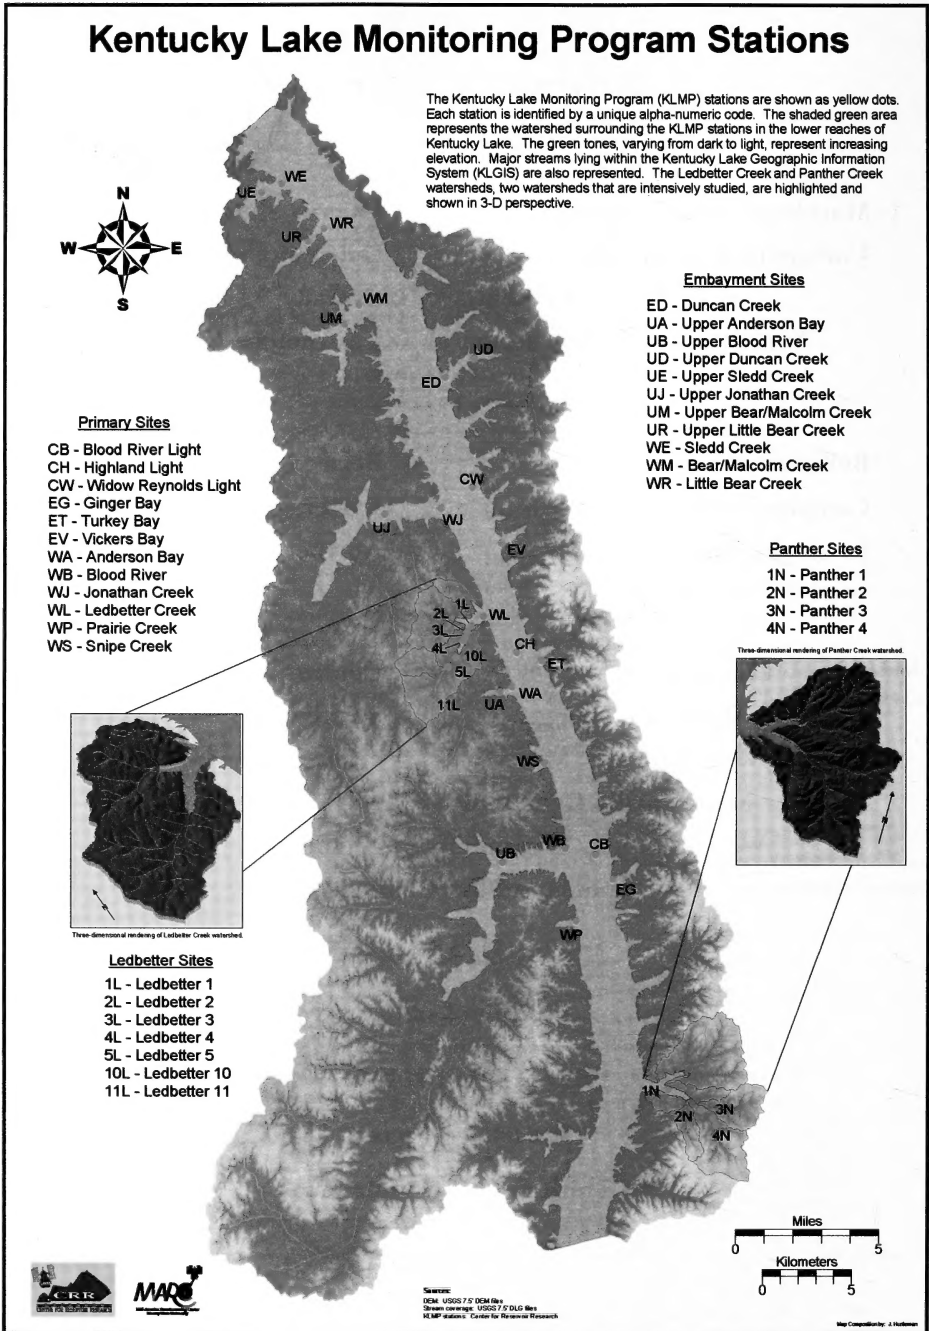 Kentucky Lake Monitoring Program Stations
The Kentucky Lake Monitoring Program (KLMP) stations are shown as yellow dots.
Each station is identified by a unique alpha-numeric code. The shaded green area
represents the watershed surrounding the KLMP stations in the lower reaches of
Kentucky Lake. The green tones, varying from dark to light, represent increasing
elevation. Major streams lying within the Kentucky Lake Geographic Information
System (KLGIS) are also represented. The Ledbetter Creek and Panther Creek
watersheds, two watersheds that are intensively studied, are highlighted and
shown in 3-D perspective.
N
W E
S
WE
UE
WR
UR
WM
UM
UD
ED
CW
WJ
UJ
EV
1L
2L
WL
3L
4L
CH
10L
ET
5L
WA
11L
UA
WS
WB
CB
UB
EG
WP
1N
2N
3N
4N
Embayment Sites
ED - Duncan Creek
UA - Upper Anderson Bay
UB - Upper Blood River
UD - Upper Duncan Creek
UE - Upper Sledd Creek
UJ - Upper Jonathan Creek
UM - Upper Bear/Malcolm Creek
UR - Upper Little Bear Creek
WE - Sledd Creek
WM - Bear/Malcolm Creek
WR - Little Bear Creek
Primary Sites
CB - Blood River Light
CH - Highland Light
CW - Widow Reynolds Light
EG - Ginger Bay
ET - Turkey Bay
EV - Vickers Bay
WA - Anderson Bay
WB - Blood River
WJ - Jonathan Creek
WL - Ledbetter Creek
WP - Prairie Creek
WS - Snipe Creek
Panther Sites
1N - Panther 1
2N - Panther 2
3N - Panther 3
4N - Panther 4
Three-dimensional rendering of Panther Creek watershed.
N
N
Three-dimensional rendering of Ledbetter Creek watershed.
Ledbetter Sites
1L - Ledbetter 1
2L - Ledbetter 2
3L - Ledbetter 3
4L - Ledbetter 4
5L - Ledbetter 5
10L - Ledbetter 10
11L - Ledbetter 11
Miles
0 5
Kilometers
0 5
CRR
CENTER FOR RESERVOIR RESEARCH
MARC
Sources:
DEM: USGS 7.5' DEM files
Stream coverage: USGS 7.5' DLG files
KLMP stations: Center for Reservoir Research
Map Composition by: J.